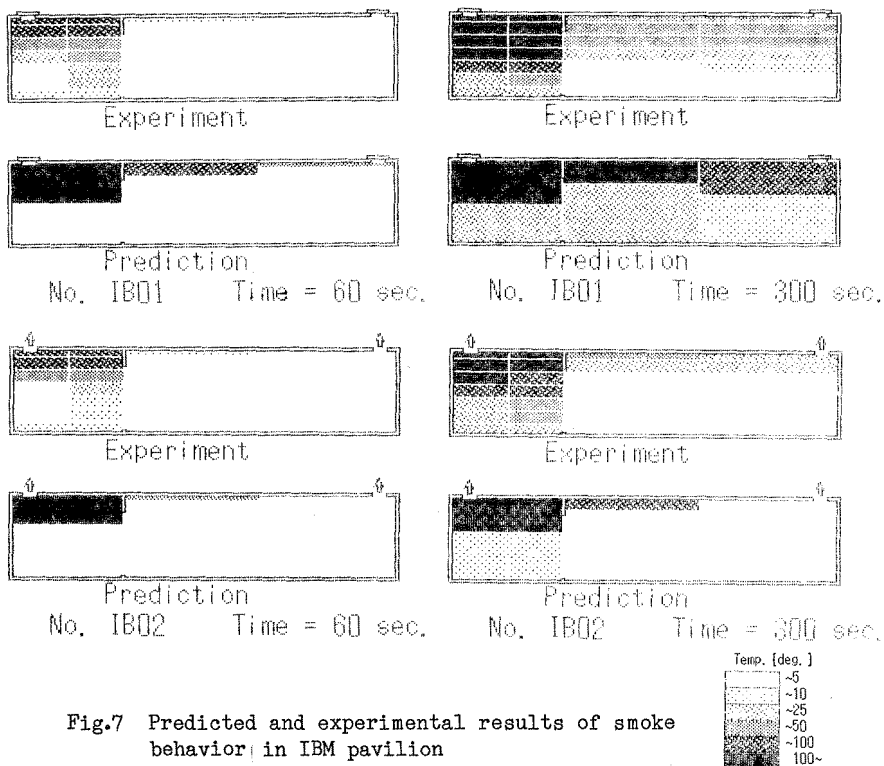 Experiment
Experiment
Prediction
No. IB01 Time = 60 sec.
Prediction
No. IB01 Time = 300 sec.
Experiment
Experiment
Prediction
No. IB02 Time = 60 sec.
Prediction
No. IB02 Time = 300 sec.
Temp. [deg. ]
~5
~10
~25
~50
~100
100~
Fig.7 Predicted and experimental results of smoke
behavior in IBM pavilion